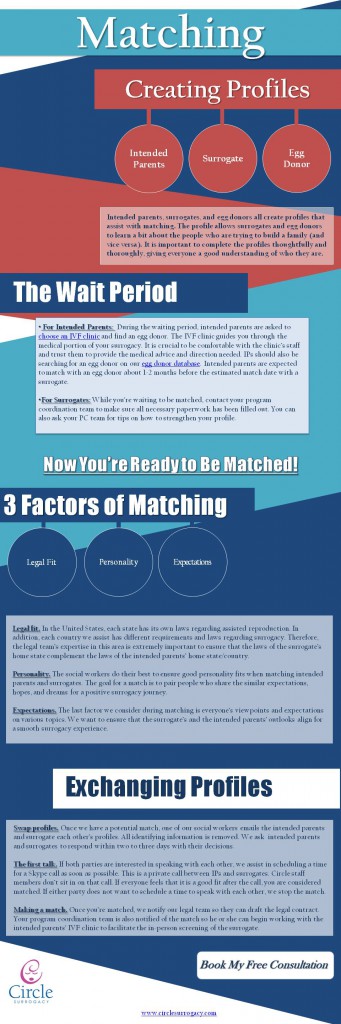 Matching
Creating Profiles
Intended
Parents
Surrogate
Egg
Donor
Intended parents, surrogates, and egg donors all create profiles that
assist with matching. The profile allows surrogates and egg donors
to learn a bit about the people who are trying to build a family (and
vice versa). It is important to complete the profiles thoughtfully and
thoroughly, giving everyone a good understanding of who they are.
The Wait Period
• For Intended Parents: During the waiting period, intended parents are asked to
choose an IVF clinic and find an egg donor. The IVF clinic guides you through the
medical portion of your surrogacy. It is crucial to be comfortable with the clinic's staff
and trust them to provide the medical advice and direction needed. IPs should also be
searching for an egg donor on our egg donor database. Intended parents are expected
to match with an egg donor about 1-2 months before the estimated match date with a
surrogate.
•For Surrogates: While you're waiting to be matched, contact your program
coordination team to make sure all necessary paperwork has been filled out. You can
also ask your PC team for tips on how to strengthen your profile.
Now You're Ready to Be Matched!
3 Factors of Matching
Legal Fit
Personality
Expectations
Legal fit. In the United States, each state has its own laws regarding assisted reproduction. In
addition, each country we assist has different requirements and laws regarding surrogacy. Therefore,
the legal team's expertise in this area is extremely important to ensure that the laws of the surrogate's
home state complement the laws of the intended parents' home state/country.
Personality. The social workers do their best to ensure good personality fits when matching intended
parents and surrogates. The goal for a match is to pair people who share the similar expectations,
hopes, and dreams for a positive surrogacy journey.
Expectations. The last factor we consider during matching is everyone's viewpoints and expectations
on various topics. We want to ensure that the surrogate's and the intended parents' outlooks align for
a smooth surrogacy experience.
Exchanging Profiles
Swap profiles. Once we have a potential match, one of our social workers emails the intended parents
and surrogate each other's profiles. All identifying information is removed. We ask intended parents
and surrogates to respond within two to three days with their decisions.
The first talk. If both parties are interested in speaking with each other, we assist in scheduling a time
for a Skype call as soon as possible. This is a private call between IPs and surrogates. Circle staff
members don't sit in on that call. If everyone feels that it is a good fit after the call, you are considered
matched. If either party does not want to schedule a time to speak with each other, we stop the match.
Making a match. Once you're matched, we notify our legal team so they can draft the legal contract.
Your program coordination team is also notified of the match so he or she can begin working with the
intended parents' IVF clinic to facilitate the in-person screening of the surrogate.
Circle
SURROGACY
Book My Free Consultation
www.circlesurrogacy.com